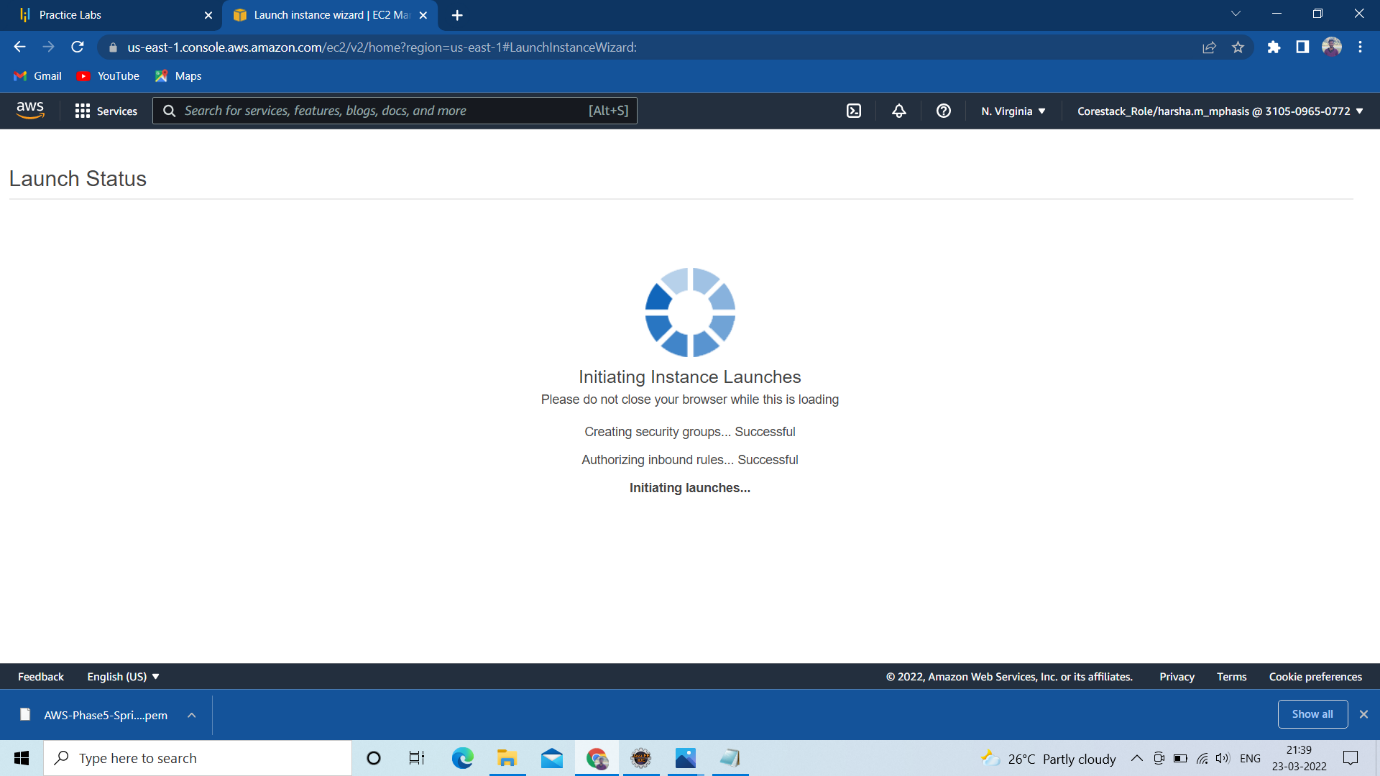 Practice Labs
Launch instance wizard | EC2 Mar
us-east-1.console.aws.amazon.com/ec2/v2/home?region=us-east-1#LaunchInstanceWizard:
Gmail YouTube Maps
aws Services Search for services, features, blogs, docs, and more [Alt+S] N. Virginia ▼ Corestack_Role/harsha.m_mphasis @ 3105-0965-0772 ▼
Launch Status
Initiating Instance Launches
Please do not close your browser while this is loading
Creating security groups... Successful
Authorizing inbound rules... Successful
Initiating launches...
Feedback English (US) ▼ © 2022, Amazon Web Services, Inc. or its affiliates. Privacy Terms Cookie preferences
AWS-Phase5-Spri....pem Show all
Type here to search 26°C Partly cloudy ENG 21:39
23-03-2022